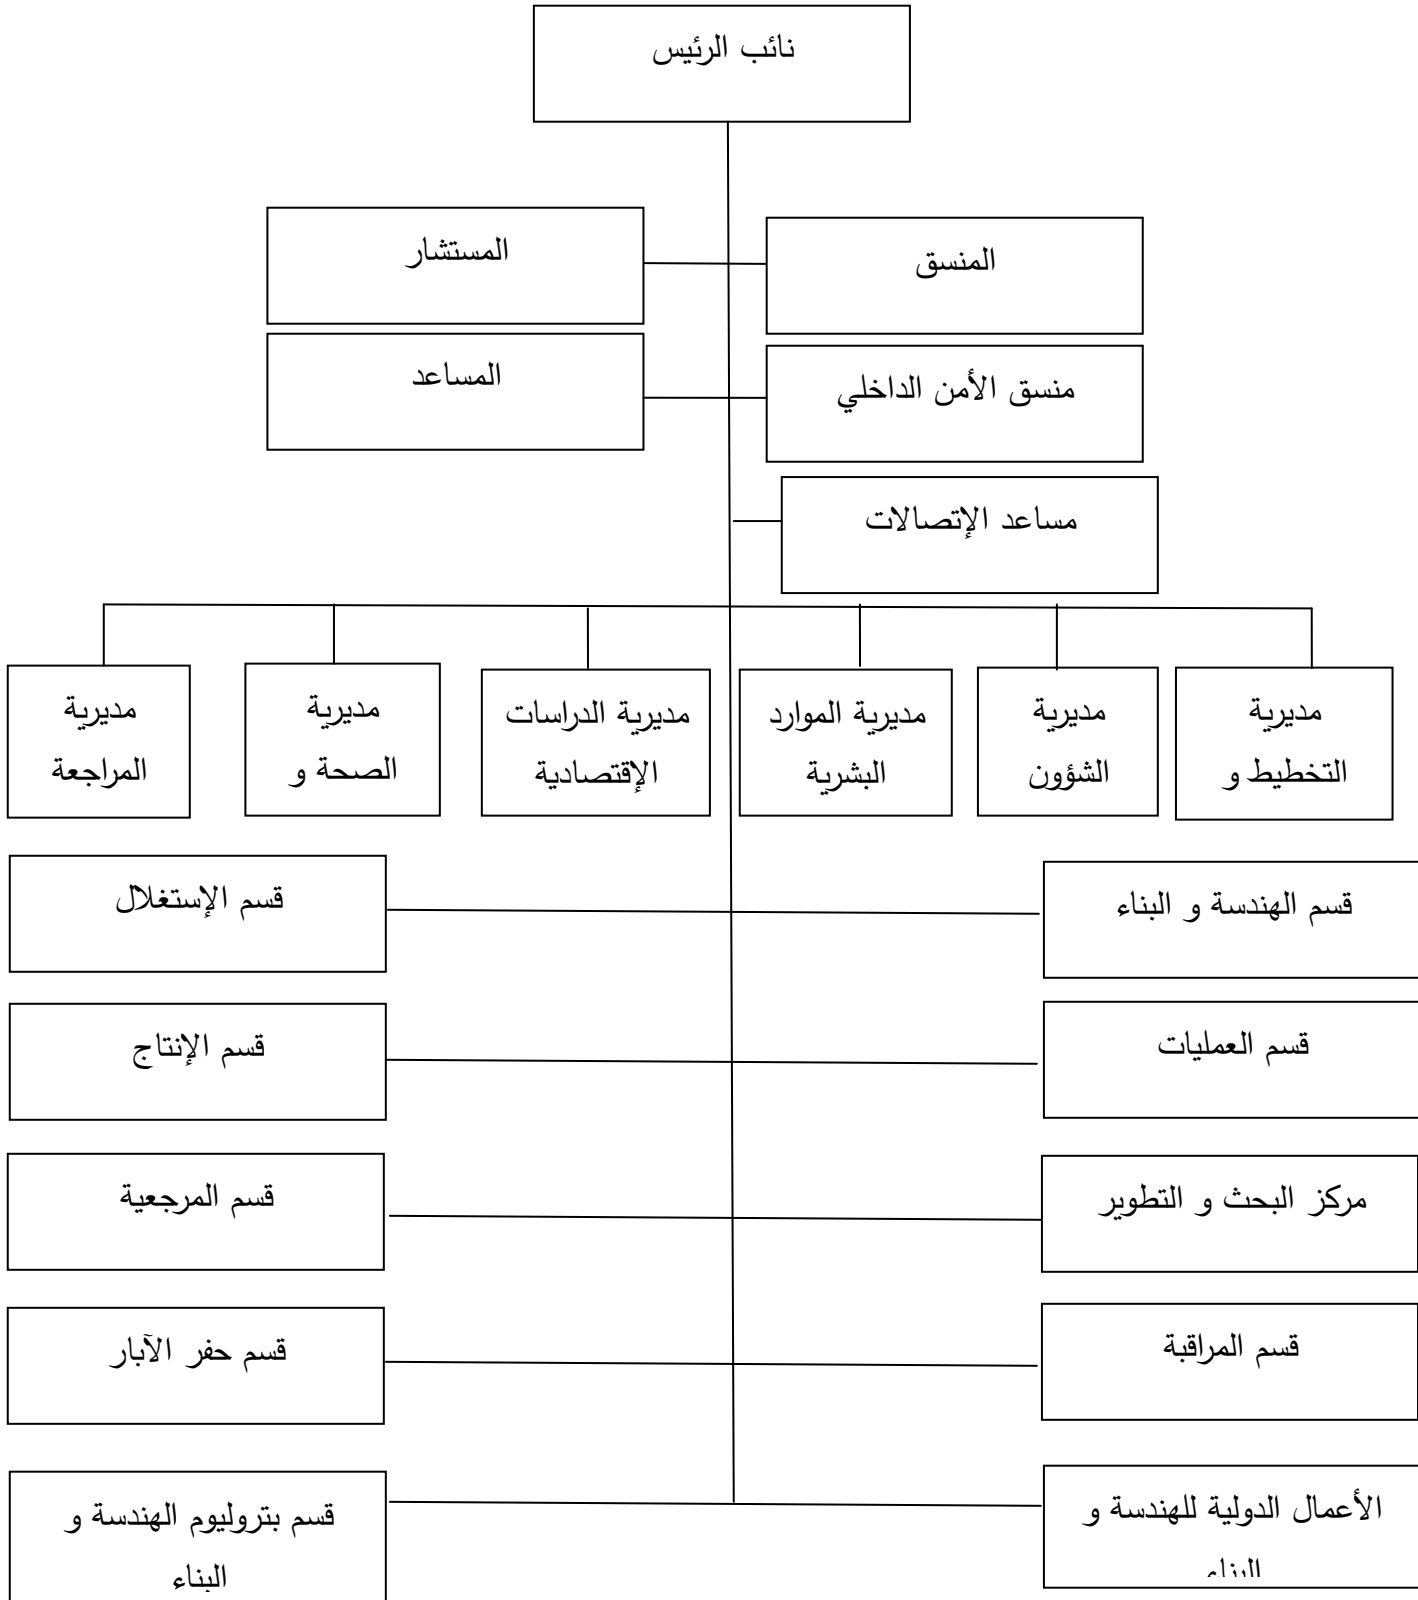 نائب الرئيس
المنسق
المستشار
منسق الأمن الداخلي
المساعد
مساعد الإتصالات
مديرية
التخطيط و
مديرية
الشؤون
مديرية الموارد
البشرية
مديرية الدراسات
الإقتصادية
مديرية
الصحة و
مديرية
المراجعة
قسم الهندسة و البناء
قسم الإستغلال
قسم العمليات
قسم الإنتاج
مركز البحث و التطوير
قسم المرجعية
قسم المراقبة
قسم حفر الآبار
الأعمال الدولية للهندسة و
البناء
قسم بتروليوم الهندسة و
البناء